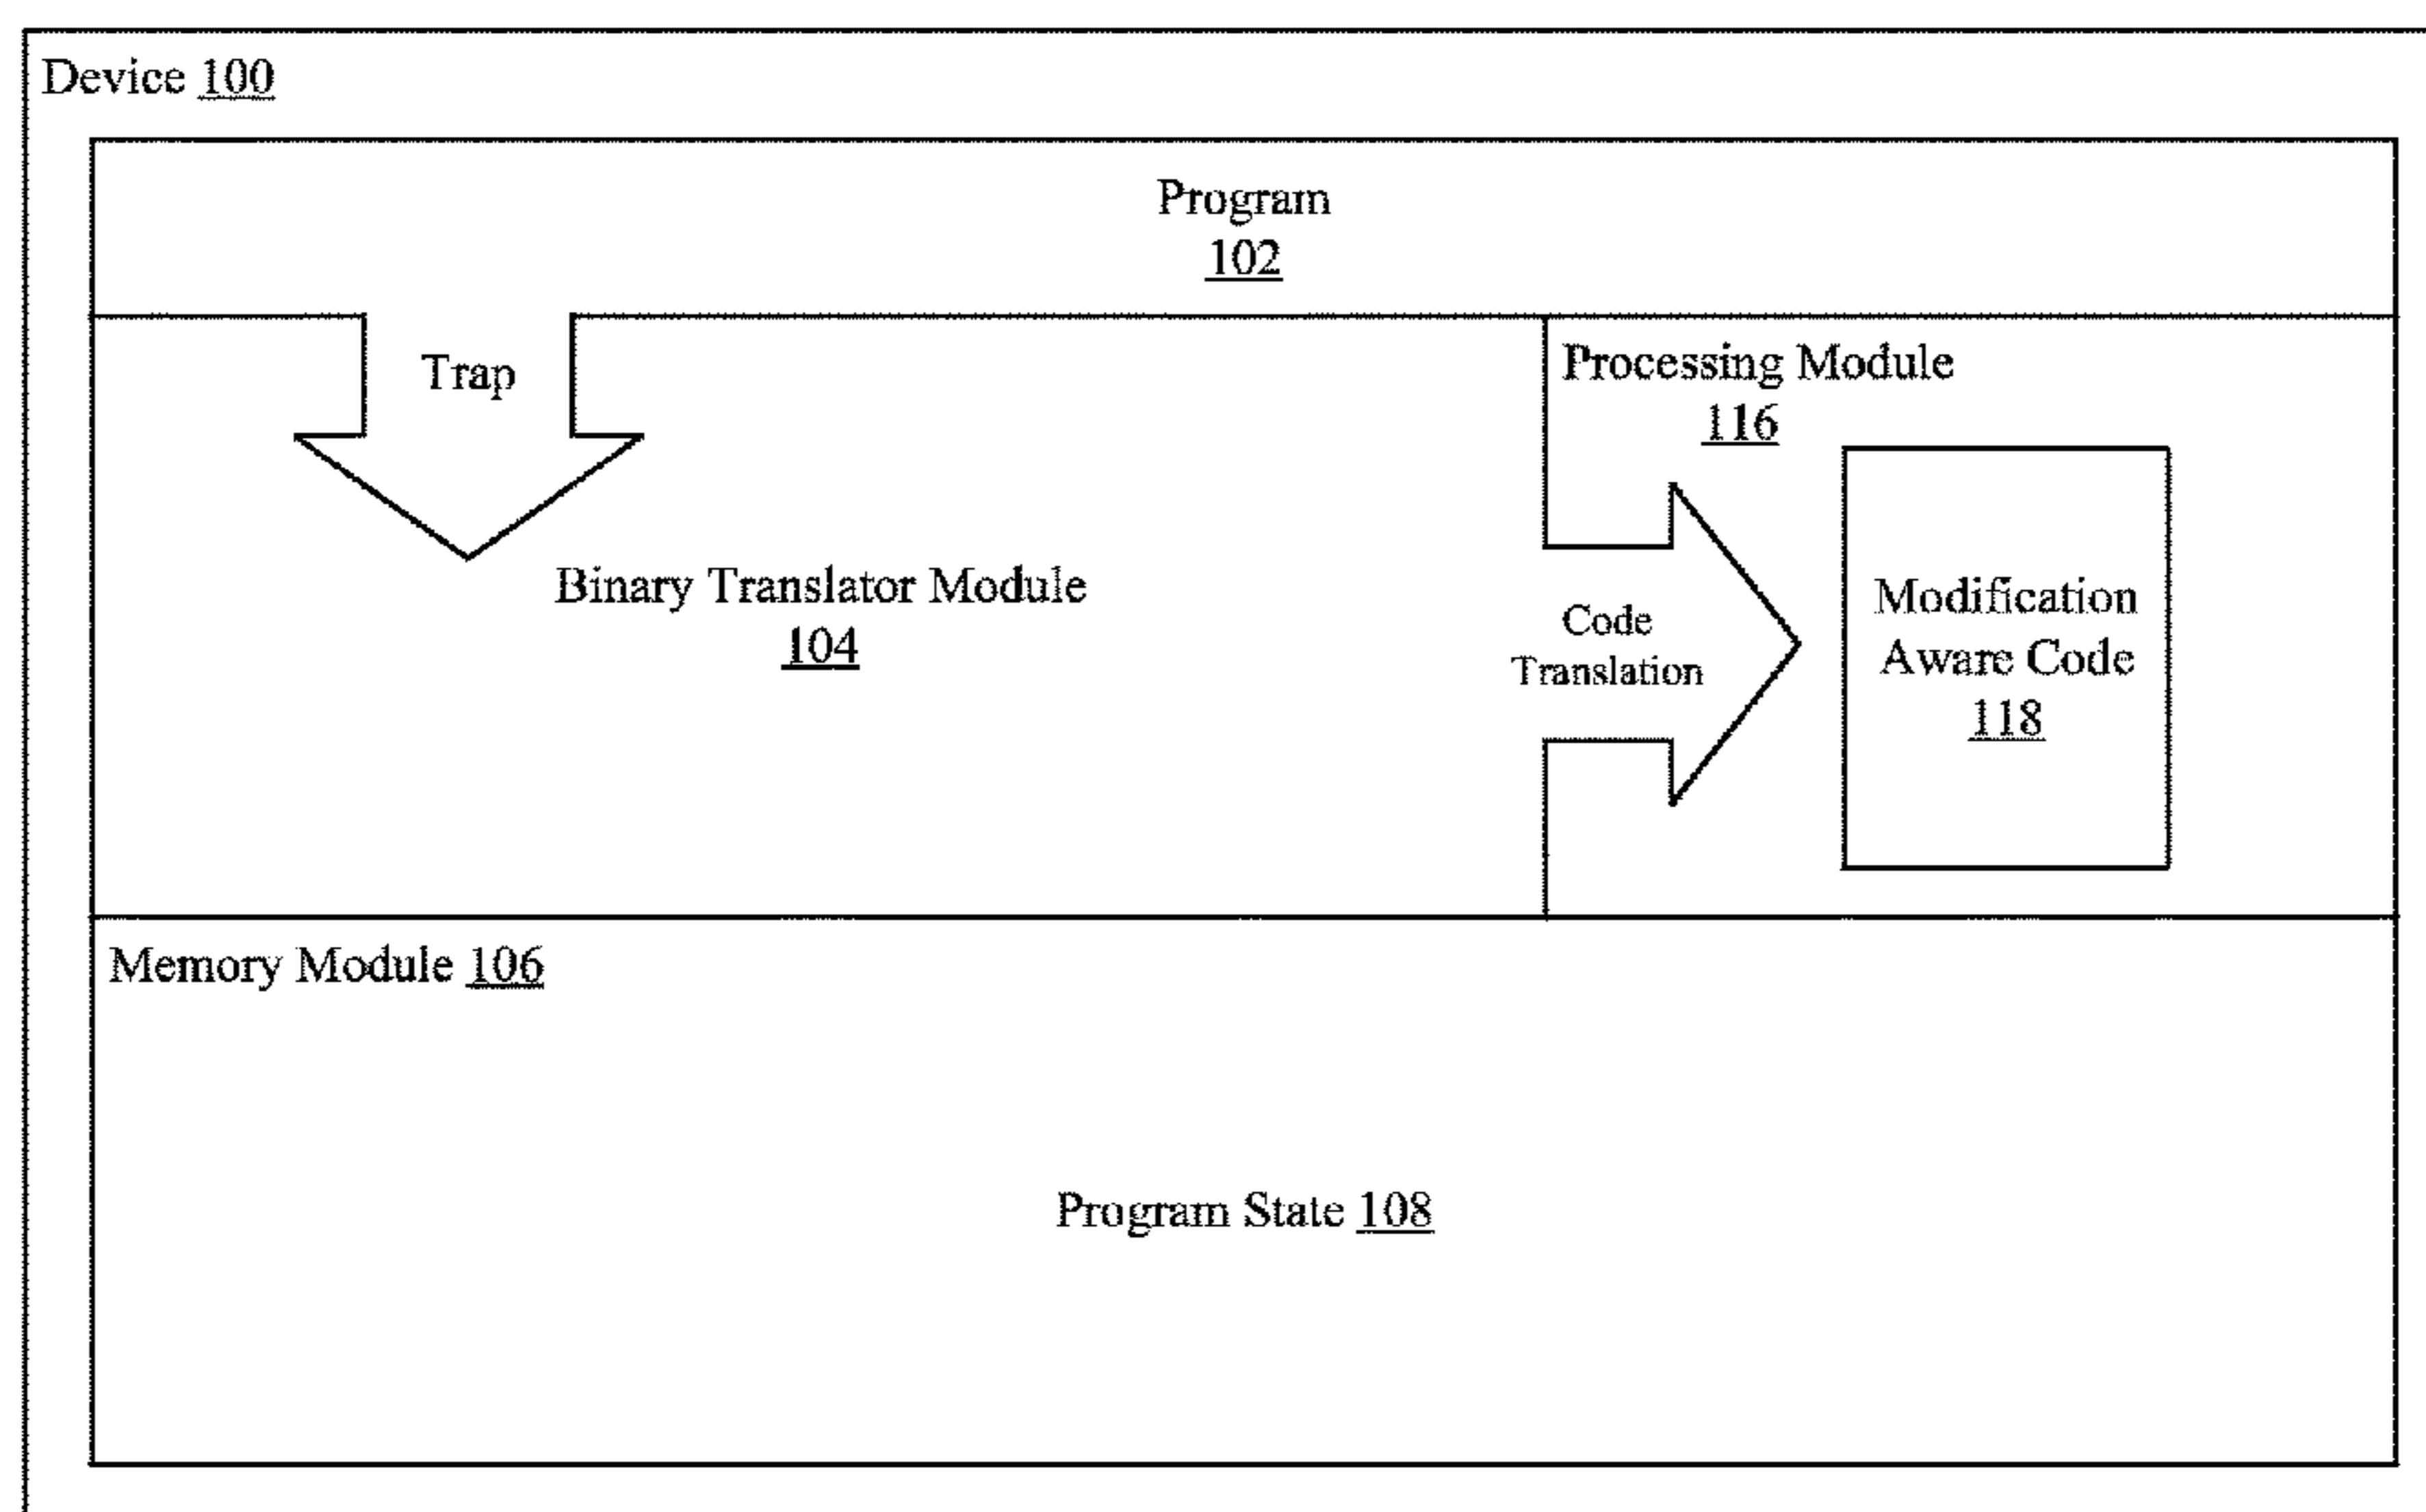 Device 100
Program
102
Trap
Processing Module
116
Binary Translator Module
104
Code
Translation
Modification
Aware Code
118
Memory Module 106
Program State 108